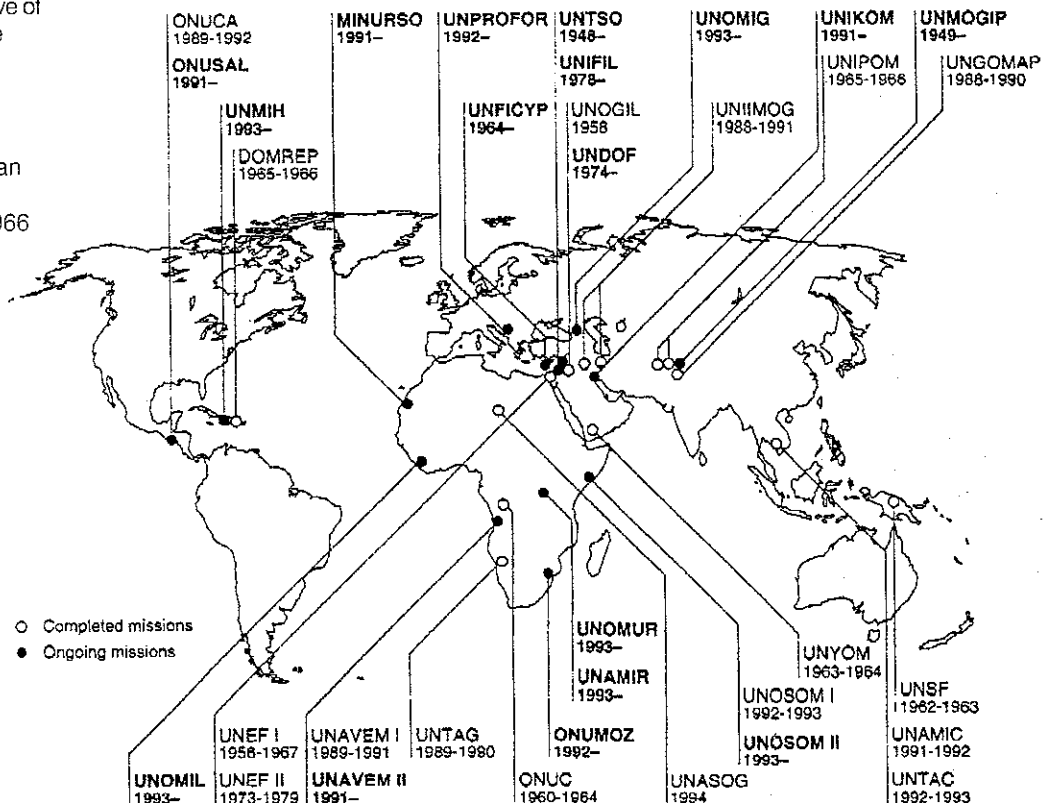 ve of
e
an
966
ONUCA
1989-1992
ONUSAL
1991–
UNMIH
1993–
DOMREP
1965-1966
MINURSO
1991–
UNPROFOR
1992–
UNFICYP
1964–
UNTSO
1948–
UNIFIL
1978–
UNOGIL
1958
UNDOF
1974–
UNOMIG
1993–
UNIIMOG
1988-1991
UNIKOM
1991–
UNIPOM
1965-1966
UNMOGIP
1949–
UNGOMAP
1988-1990
Completed missions
Ongoing missions
UNOMIL
1993–
UNEF I
1956-1967
UNEF II
1973-1979
UNAVEM I
1989-1991
UNAVEM II
1991–
UNTAG
1989-1990
ONUC
1960-1964
ONUMOZ
1992–
UNOMUR
1993–
UNAMIR
1993–
UNASOG
1994
UNOSOM I
1992-1993
UNOSOM II
1993–
UNYOM
1963-1964
UNSF
1962-1963
UNAMIC
1991-1992
UNTAC
1992-1993